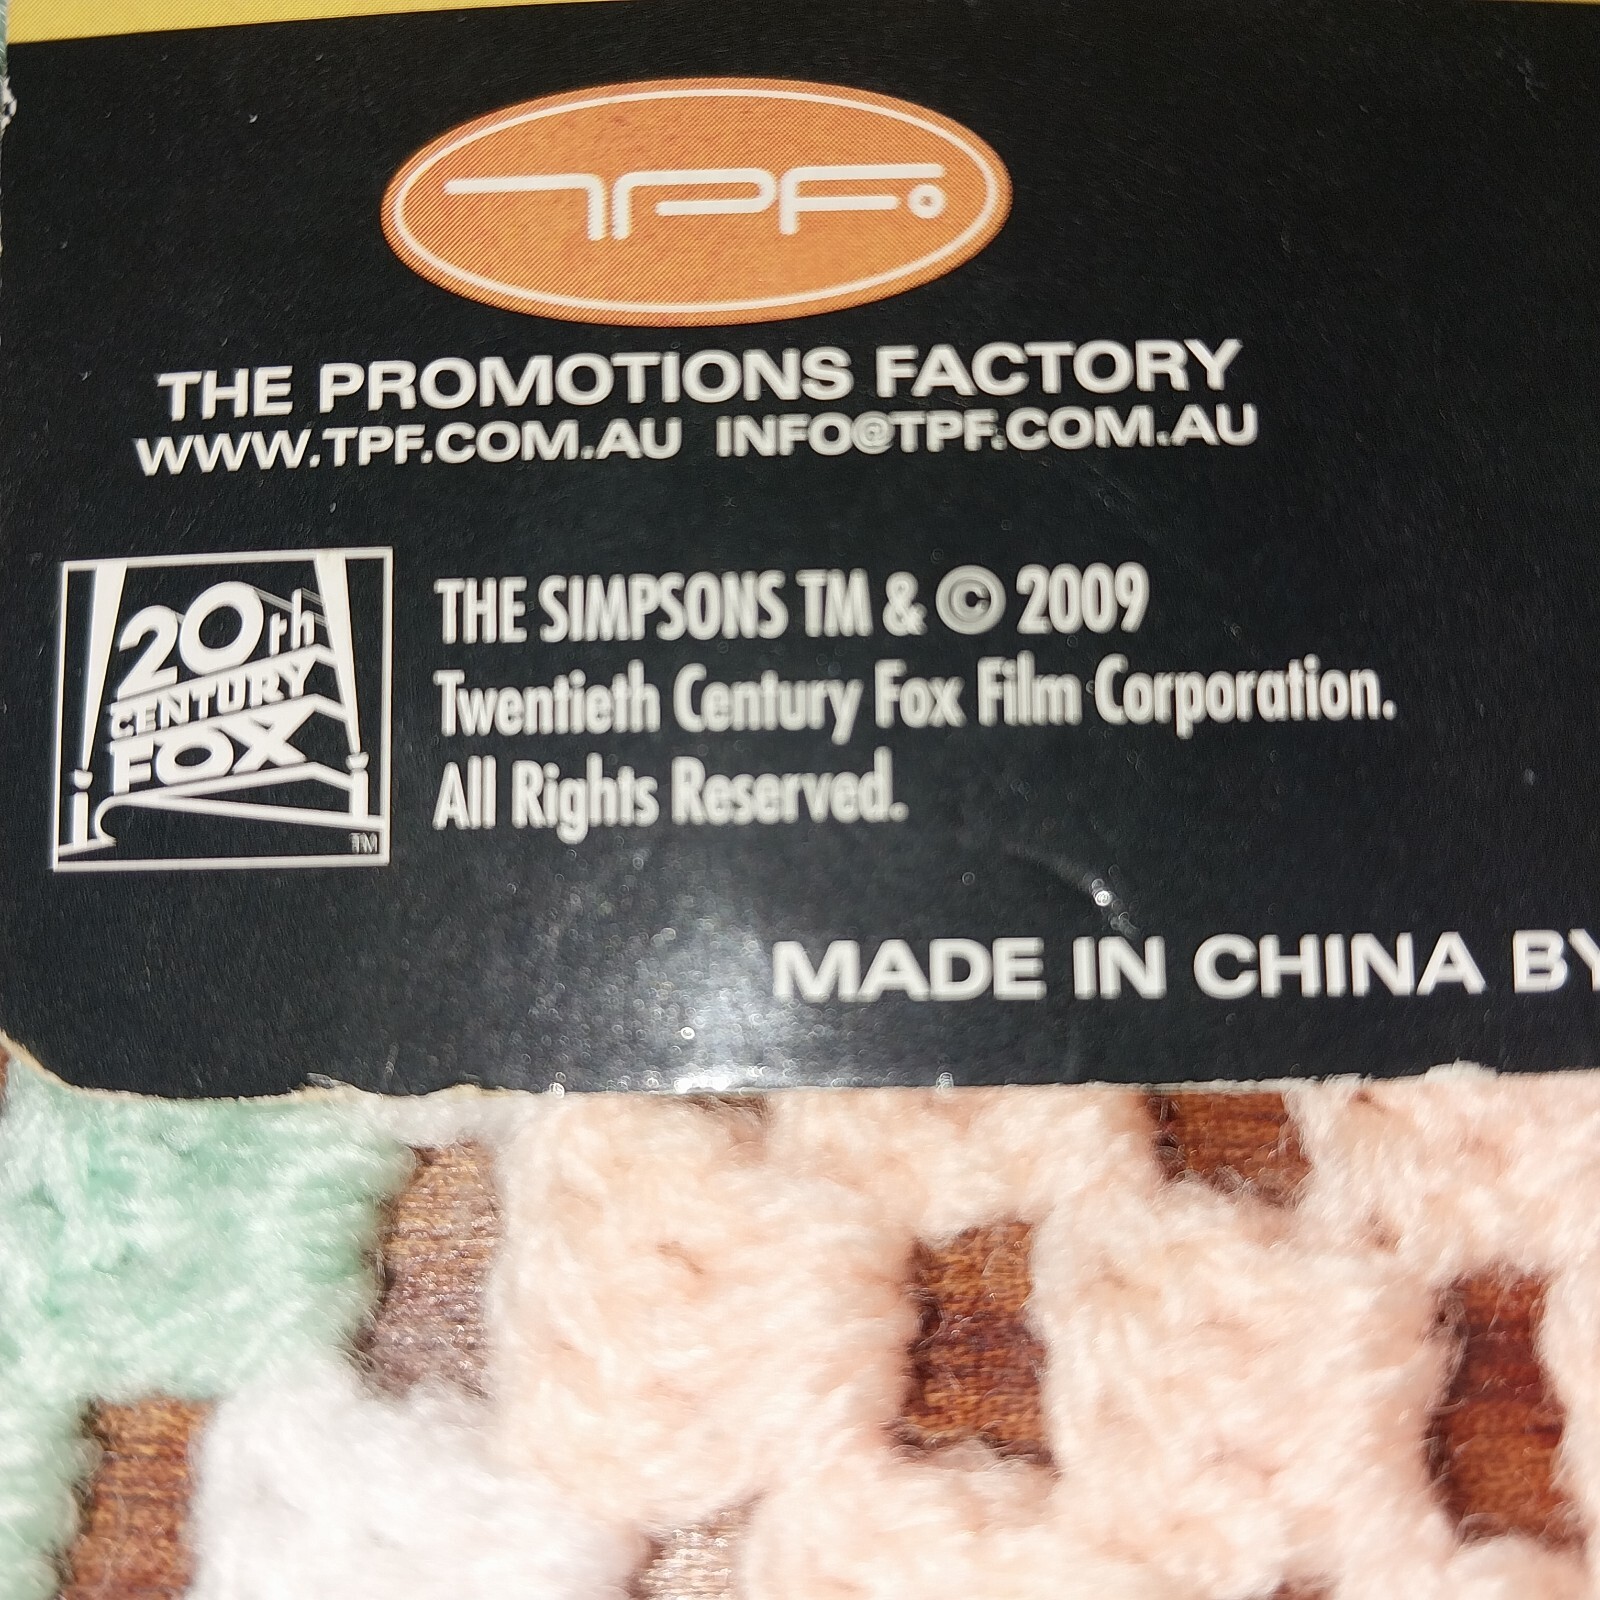 TPF
THE PROMOTIONS FACTORY
WWW.TPF.COM.AU INFO@TPF.COM.AU
20th
CENTURY
FOX
TM
THE SIMPSONS TM & © 2009
Twentieth Century Fox Film Corporation.
All Rights Reserved.
MADE IN CHINA BY